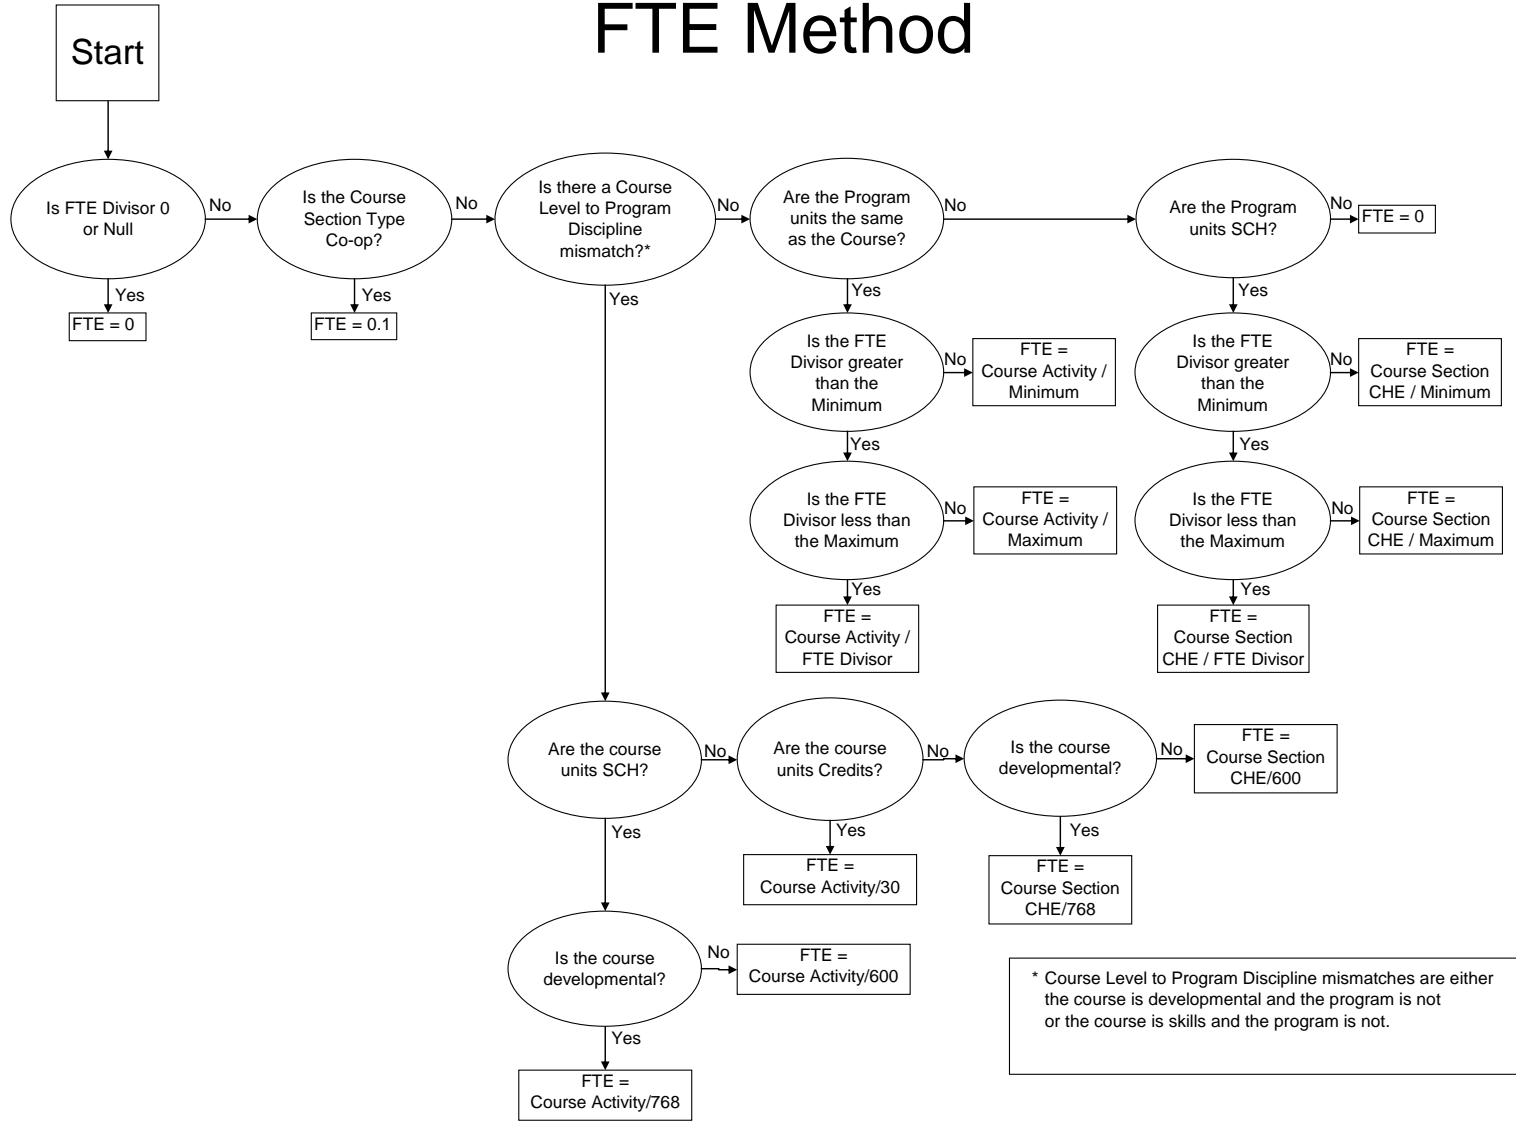 FTE Method
Start
Is FTE Divisor 0
or Null
No
Yes
FTE = 0
Is the Course
Section Type
Co-op?
No
Yes
FTE = 0.1
Is there a Course
Level to Program
Discipline
mismatch?*
No
Yes
Are the Program
units the same
as the Course?
No
Yes
Are the Program
units SCH?
No
FTE = 0
Yes
Is the FTE
Divisor greater
than the
Minimum
No
FTE =
Course Activity /
Minimum
Yes
Is the FTE
Divisor greater
than the
Minimum
No
FTE =
Course Section
CHE / Minimum
Yes
Is the FTE
Divisor less than
the Maximum
No
FTE =
Course Activity /
Maximum
Yes
Is the FTE
Divisor less than
the Maximum
No
FTE =
Course Section
CHE / Maximum
Yes
FTE =
Course Activity /
FTE Divisor
FTE =
Course Section
CHE / FTE Divisor
Are the course
units SCH?
No
Yes
Are the course
units Credits?
No
Yes
Is the course
developmental?
No
Yes
FTE =
Course Section
CHE/600
FTE =
Course Activity/30
FTE =
Course Section
CHE/768
Is the course
developmental?
No
FTE =
Course Activity/600
Yes
FTE =
Course Activity/768
* Course Level to Program Discipline mismatches are either
the course is developmental and the program is not
or the course is skills and the program is not.